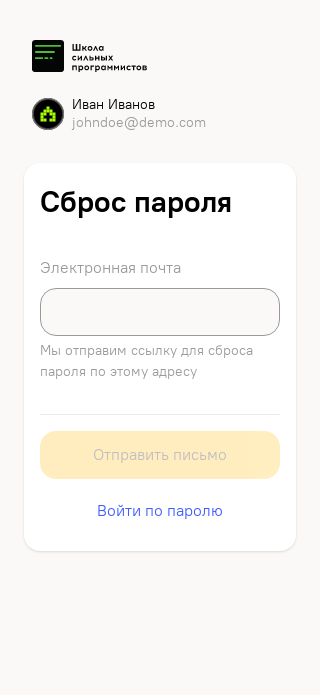 Школа
сильных
программистов
Иван Иванов
johndoe@demo.com
Сброс пароля
Электронная почта
Мы отправим ссылку для сброса
пароля по этому адресу
Отправить письмо
Войти по паролю